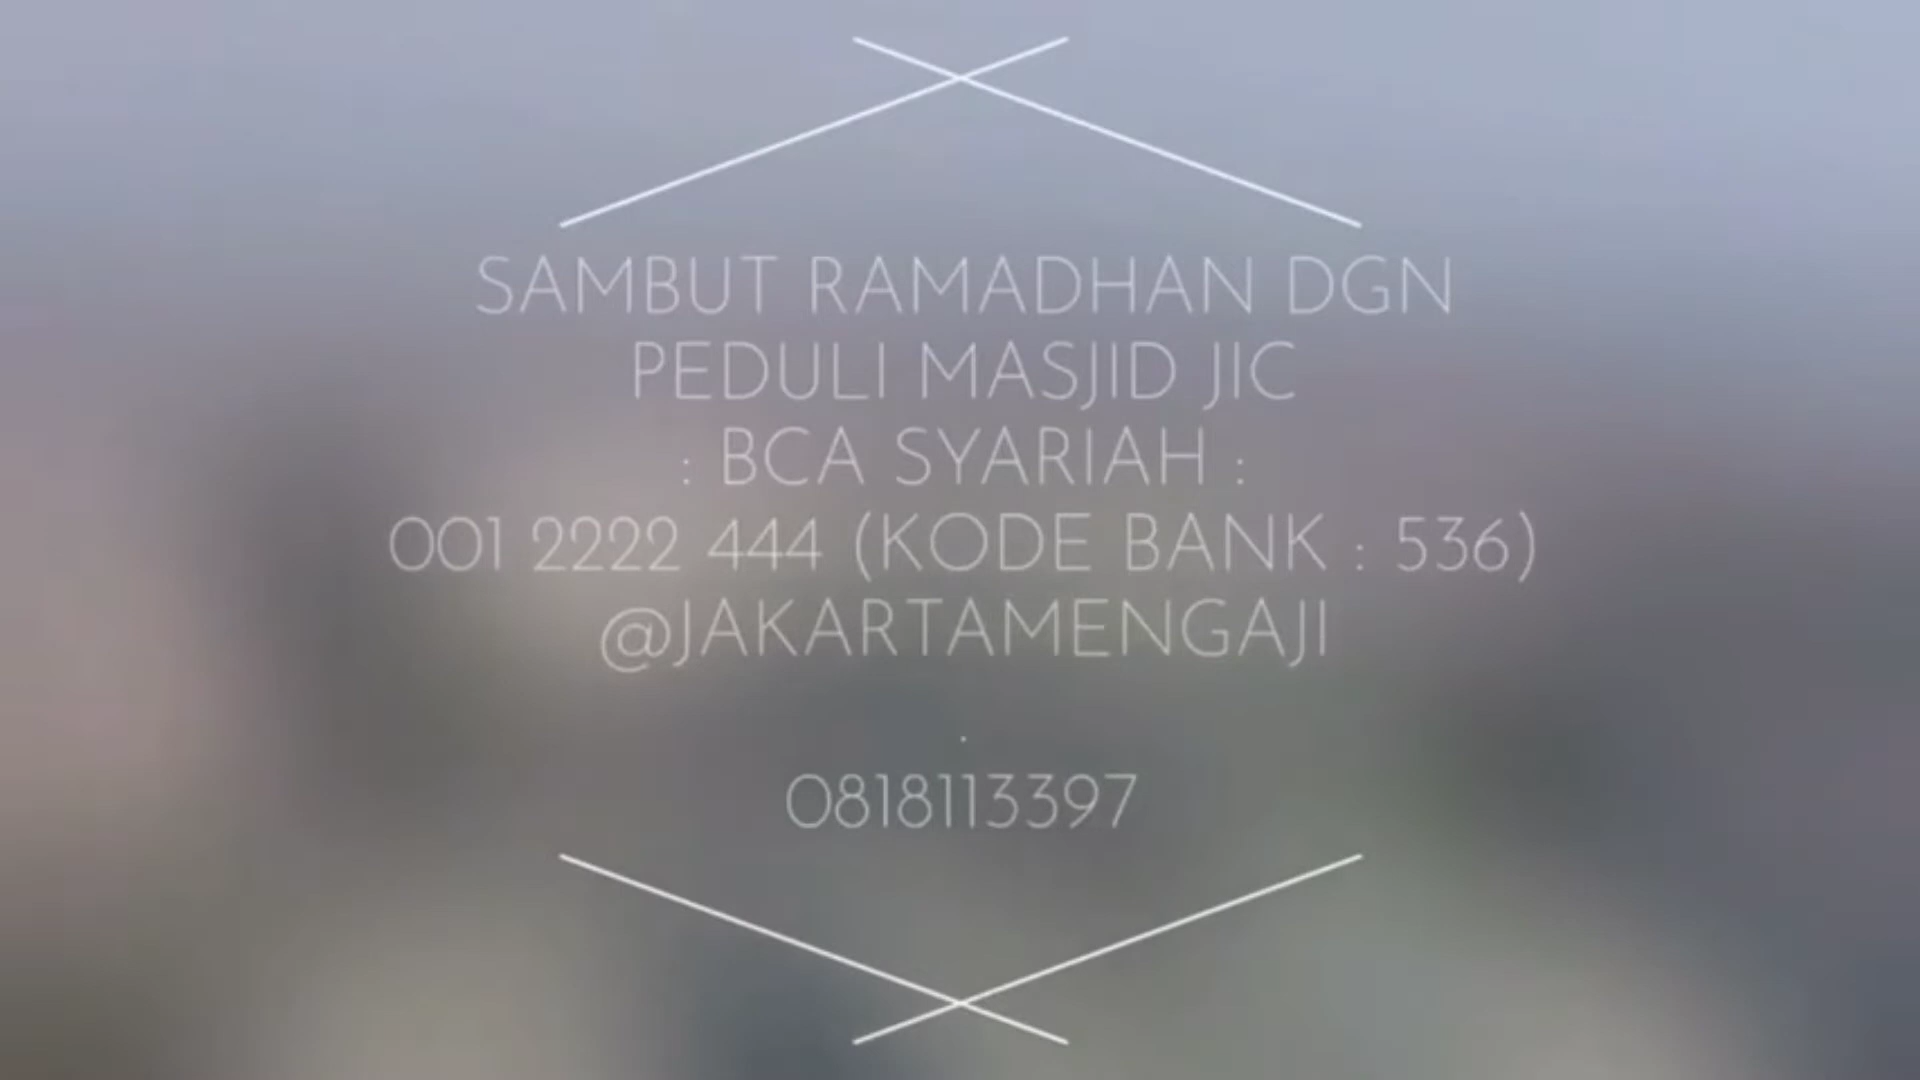 SAMBUT RAMADHAN DGN
PEDULI MASJID JIC
: BCA SYARIAH :
001 2222 444 (KODE BANK : 536)
@JAKARTAMENGAJI
.
0818113397